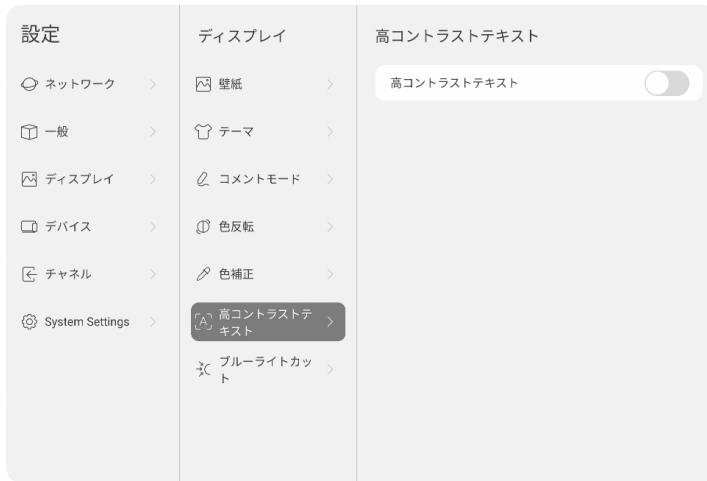 設定
ネットワーク
一般
ディスプレイ
デバイス
チャネル
System Settings
ディスプレイ
壁紙
テーマ
コメントモード
色反転
色補正
高コントラストテ
キスト
ブルーライトカッ
ト
高コントラストテキスト
高コントラストテキスト